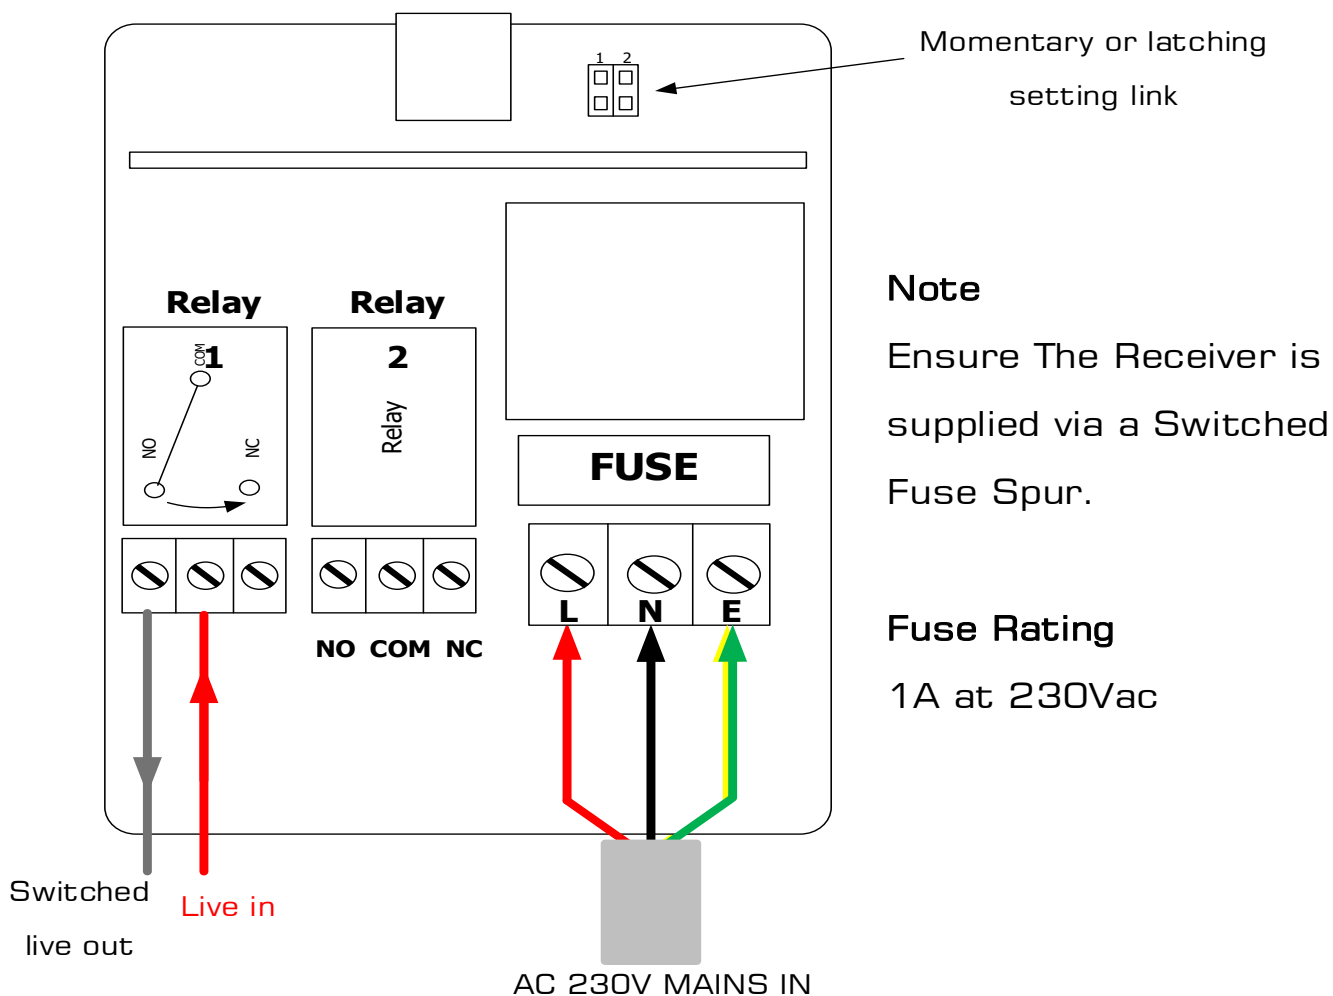 Momentary or latching
setting link
1 2
Relay Relay
COM 1 2
NO NC Relay
FUSE
L N E
NO COM NC
Note
Ensure The Receiver is
supplied via a Switched
Fuse Spur.
Fuse Rating
1A at 230Vac
Switched
live out
Live in
AC 230V MAINS IN